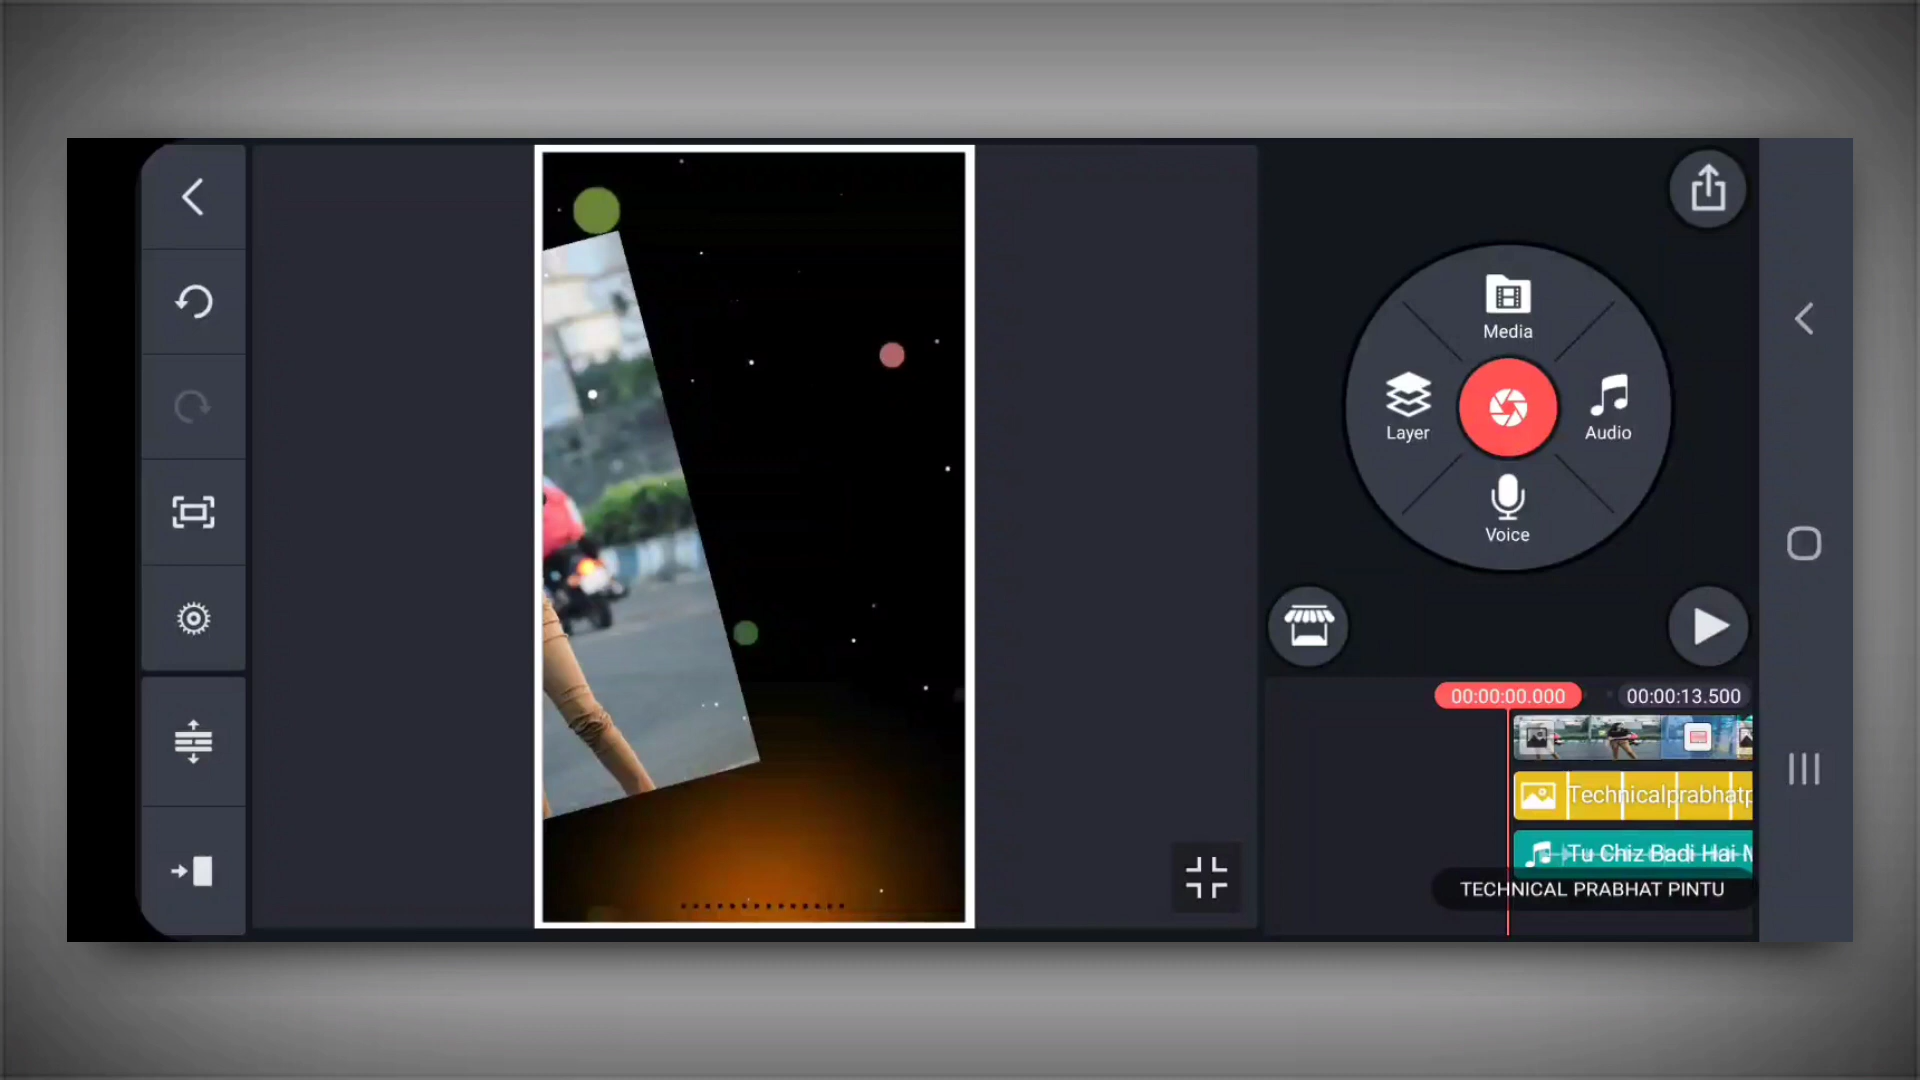 Media
Layer
Audio
Voice
00:00:00.000
00:00:13.500
Technicalprabhatp
Tu Chiz Badi Hai M
TECHNICAL PRABHAT PINTU